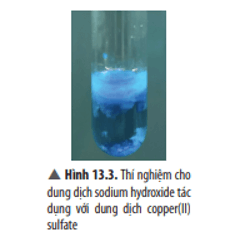 ▲ Hình 13.3. Thí nghiệm cho
dung dịch sodium hydroxide tác
dụng với dung dịch copper(II)
sulfate